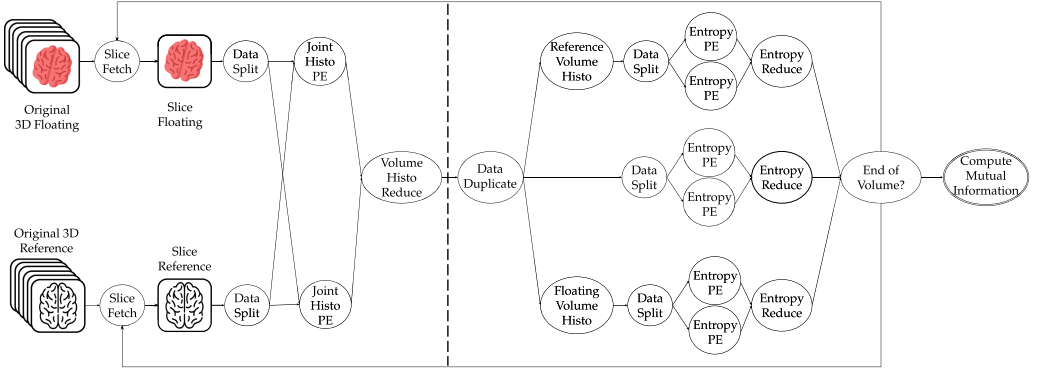 Original
3D Floating
Slice
Fetch
Slice
Floating
Data
Split
Joint
Histo
PE
Original 3D
Reference
Slice
Fetch
Slice
Reference
Data
Split
Joint
Histo
PE
Volume
Histo
Reduce
Data
Duplicate
Reference
Volume
Histo
Data
Split
Entropy
PE
Entropy
PE
Entropy
Reduce
Data
Split
Entropy
PE
Entropy
PE
Entropy
Reduce
Floating
Volume
Histo
Data
Split
Entropy
PE
Entropy
PE
Entropy
Reduce
End of
Volume?
Compute
Mutual
Information